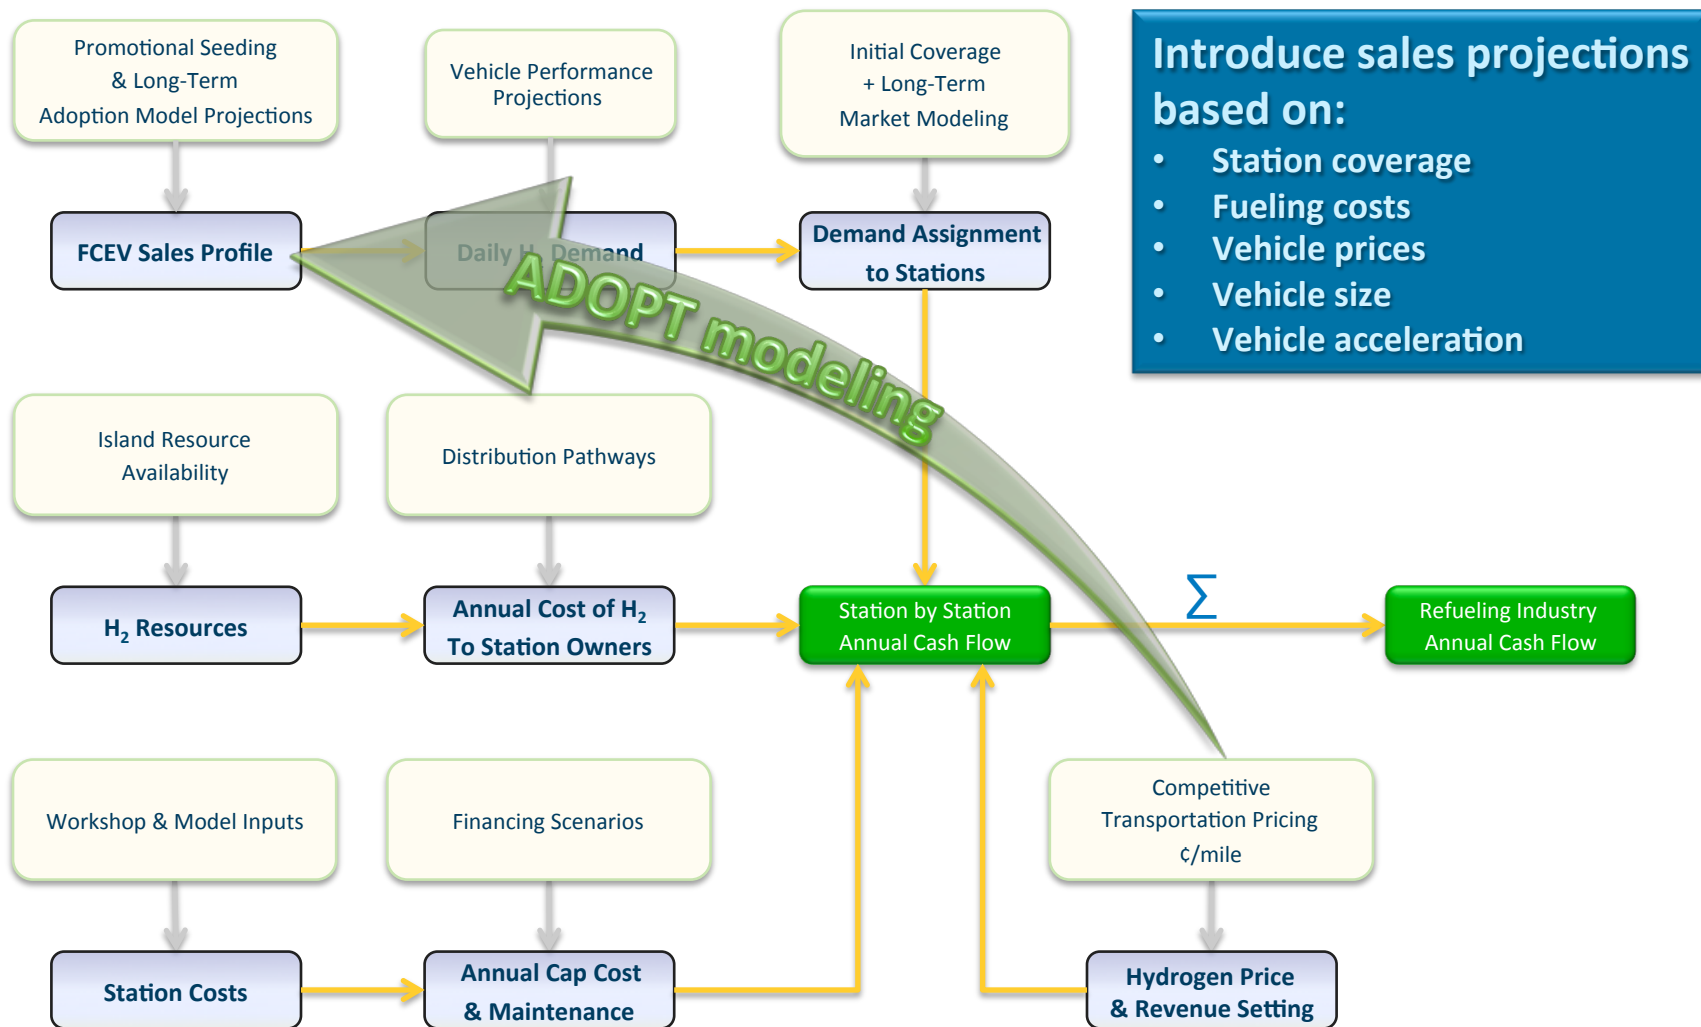 Promotional Seeding
& Long-Term
Adoption Model Projections
Vehicle Performance
Projections
Initial Coverage
+ Long-Term
Market Modeling
Introduce sales projections
based on:
• Station coverage
• Fueling costs
• Vehicle prices
• Vehicle size
• Vehicle acceleration
FCEV Sales Profile
Daily H2 Demand
Demand Assignment
to Stations
ADOPT modeling
Island Resource
Availability
Distribution Pathways
H2 Resources
Annual Cost of H2
To Station Owners
Station by Station
Annual Cash Flow
∑
Refueling Industry
Annual Cash Flow
Workshop & Model Inputs
Financing Scenarios
Competitive
Transportation Pricing
¢/mile
Station Costs
Annual Cap Cost
& Maintenance
Hydrogen Price
& Revenue Setting